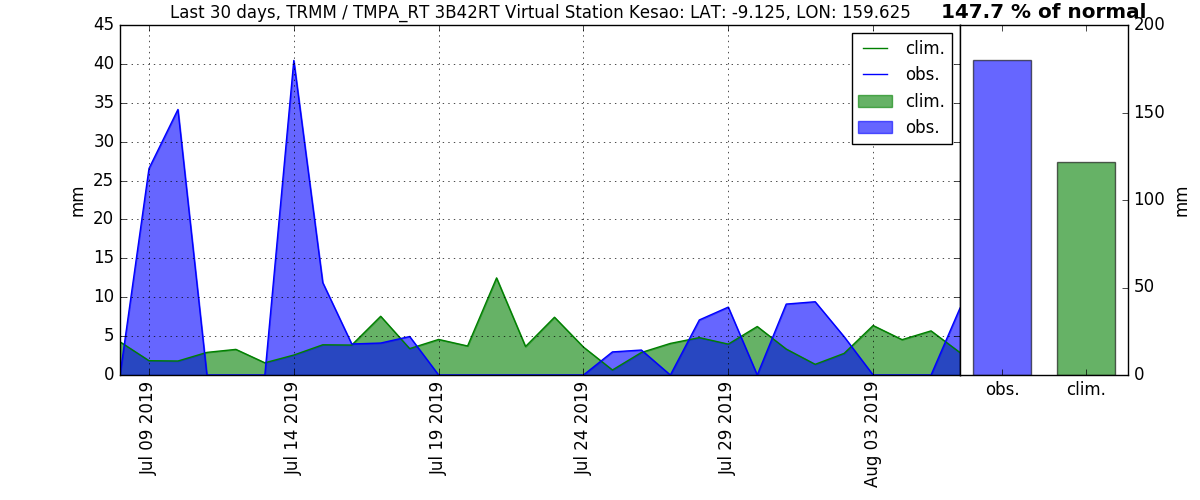 Last 30 days, TRMM / TMPA_RT 3B42RT Virtual Station Kesao: LAT: -9.125, LON: 159.625
147.7 % of normal
45
40
35
30
25
20
15
10
5
0
mm
clim.
obs.
clim.
obs.
Jul 09 2019
Jul 14 2019
Jul 19 2019
Jul 24 2019
Jul 29 2019
Aug 03 2019
200
150
100
50
0
mm
obs.
clim.